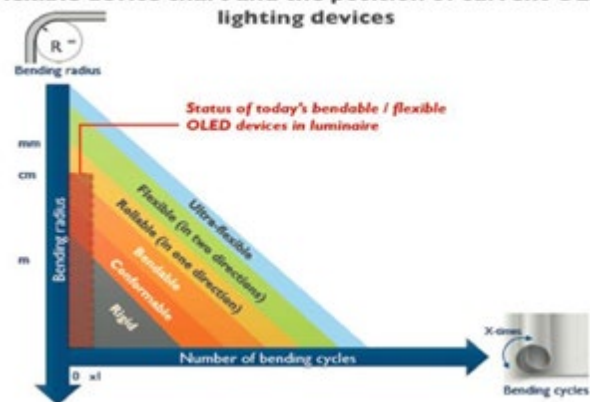 lighting devices
R =
Bending radius
Status of today's bendable / flexible
OLED devices in luminaire
mm
cm
m
Bending radius
Ultra-flexible
Flexible (in two directions)
Reliable (in one direction)
Bendable
Conformable
Rigid
Number of bending cycles
0 x1
X-times
Bending cycles